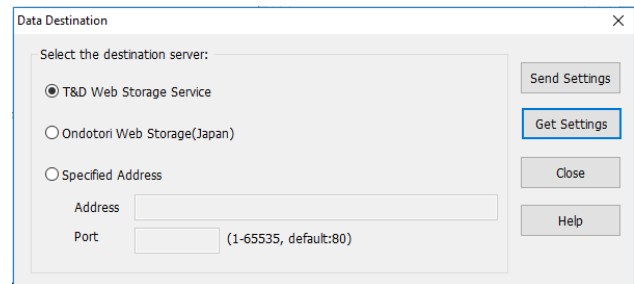 Data Destination
Select the destination server:
T&D Web Storage Service
Ondotori Web Storage(Japan)
Specified Address
Address
Port
(1-65535, default:80)
Send Settings
Get Settings
Close
Help